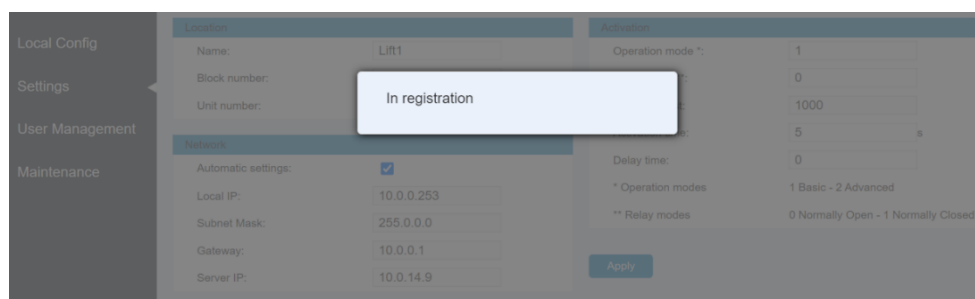 Local Config
Settings
User Management
Maintenance
Location
Name: Lift1
Block number:
Unit number:
In registration
Network
Automatic settings:
Local IP: 10.0.0.253
Subnet Mask: 255.0.0.0
Gateway: 10.0.0.1
Server IP: 10.0.14.9
Activation
Operation mode *: 1
0
1000
5 s
Delay time: 0
* Operation modes 1 Basic - 2 Advanced
** Relay modes 0 Normally Open - 1 Normally Closed
Apply